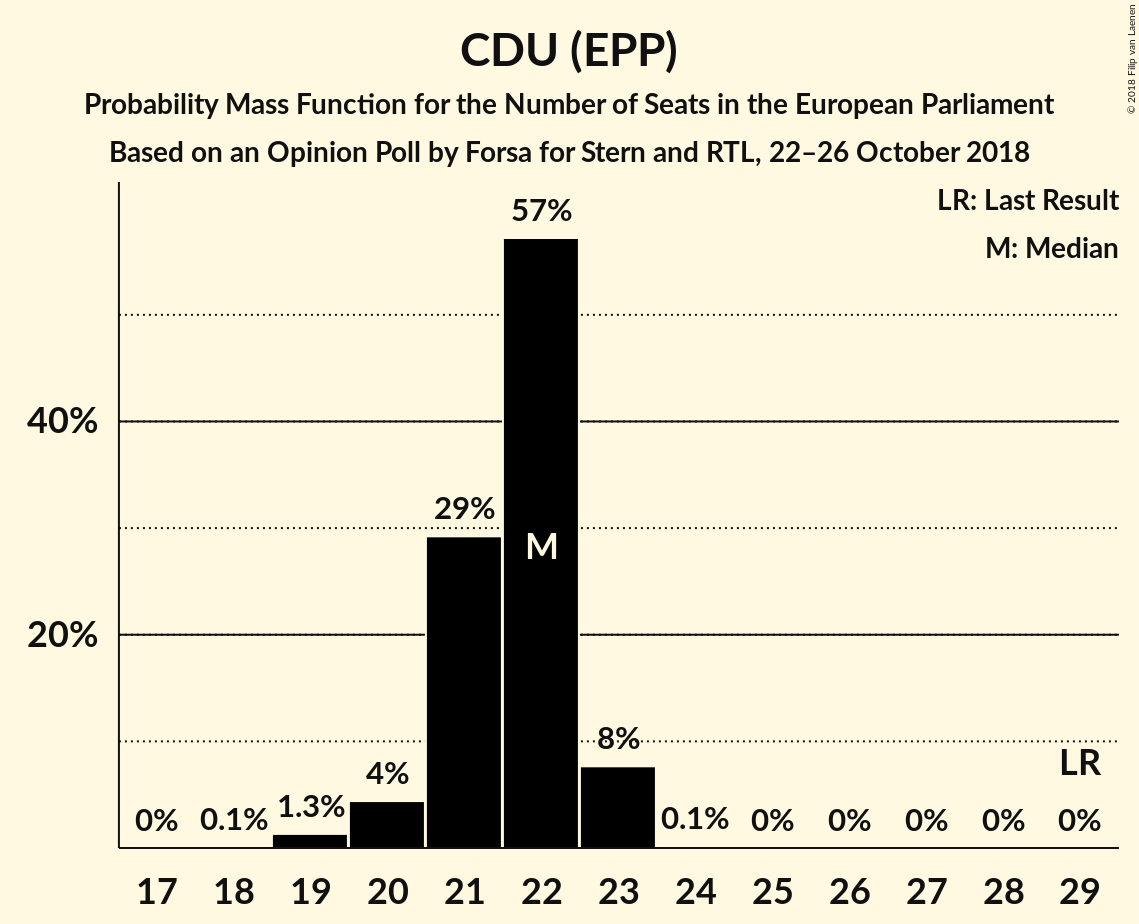 CDU (EPP)
Probability Mass Function for the Number of Seats in the European Parliament
Based on an Opinion Poll by Forsa for Stern and RTL, 22–26 October 2018
© 2018 Filip van Laenen
LR: Last Result
M: Median
57%
40%
29%
M
20%
8%
LR
4%
1.3%
0% 0.1% 0.1% 0% 0% 0% 0% 0%
17 18 19 20 21 22 23 24 25 26 27 28 29